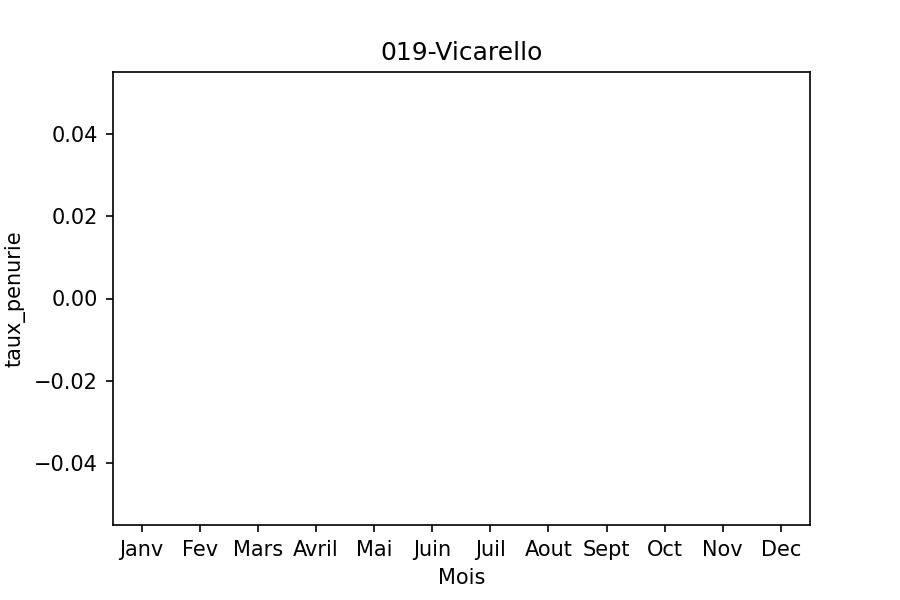 019-Vicarello
0.04
0.02
0.00
−0.02
−0.04
taux_penurie
Janv Fev Mars Avril Mai Juin Juil Aout Sept Oct Nov Dec
Mois